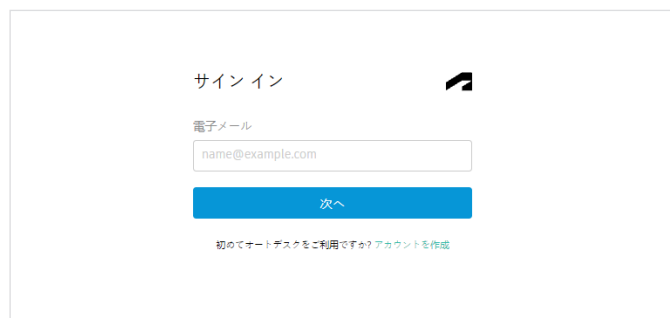 サイン イン
電子メール
name@example.com
次へ
初めてオートデスクをご利用ですか? アカウントを作成